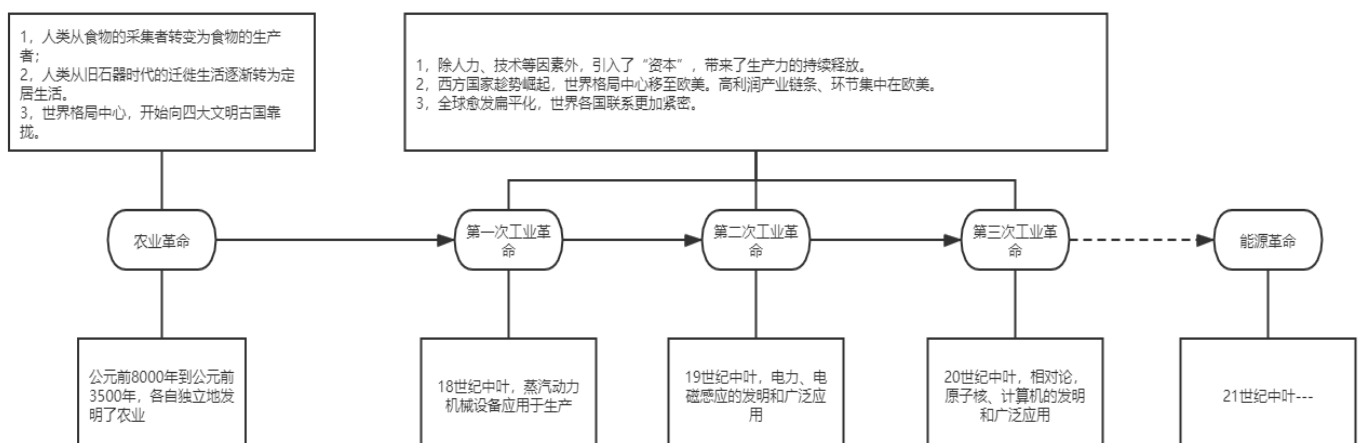 1，人类从食物的采集者转变为食物的生产
者；
2，人类从旧石器时代的迁徙生活逐渐转为定
居生活。
3，世界格局中心，开始向四大文明古国靠
拢。
1，除人力、技术等因素外，引入了“资本”，带来了生产力的持续释放。
2，西方国家趁势崛起，世界格局中心移至欧美。高利润产业链条、环节集中在欧美。
3，全球愈发扁平化，世界各国联系更加紧密。
农业革命
第一次工业革
命
第二次工业革
命
第三次工业革
命
能源革命
公元前8000年到公元前
3500年，各自独立地发
明了农业
18世纪中叶，蒸汽动力
机械设备应用于生产
19世纪中叶，电力、电
磁感应的发明和广泛应
用
20世纪中叶，相对论，
原子核、计算机的发明
和广泛应用
21世纪中叶---